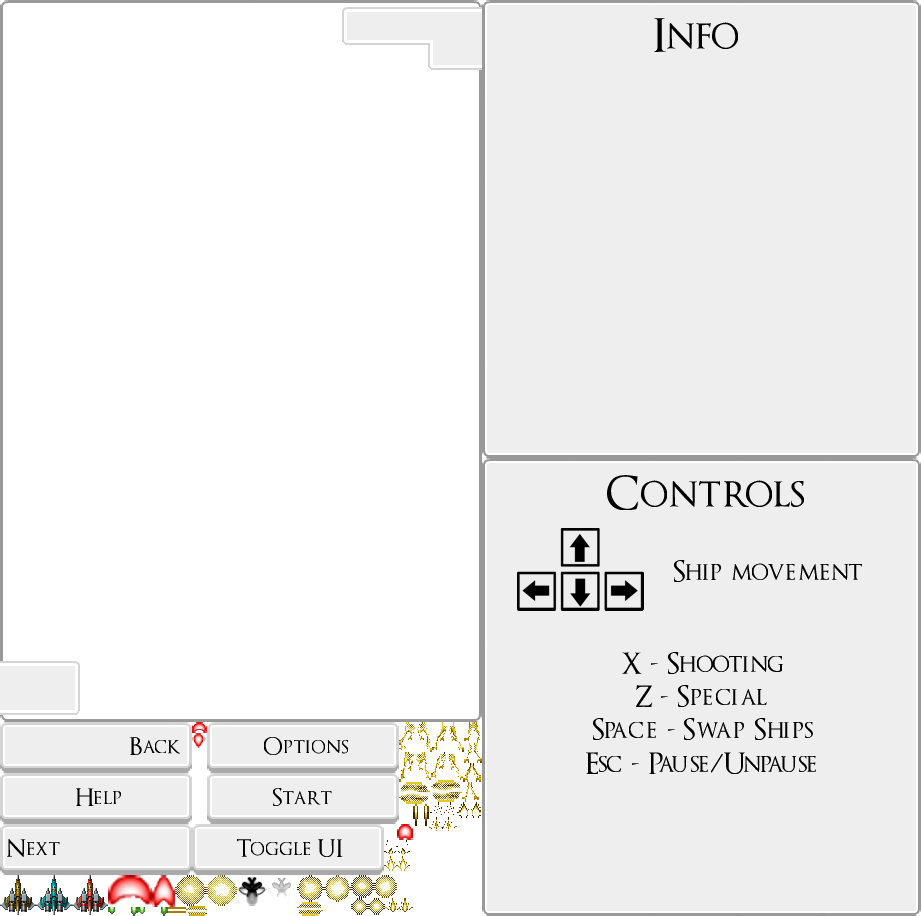 Info
Controls
Ship movement
X - Shooting
Z - Special
Space - Swap Ships
Esc - Pause/Unpause
Back
Options
Help
Start
Next
Toggle UI